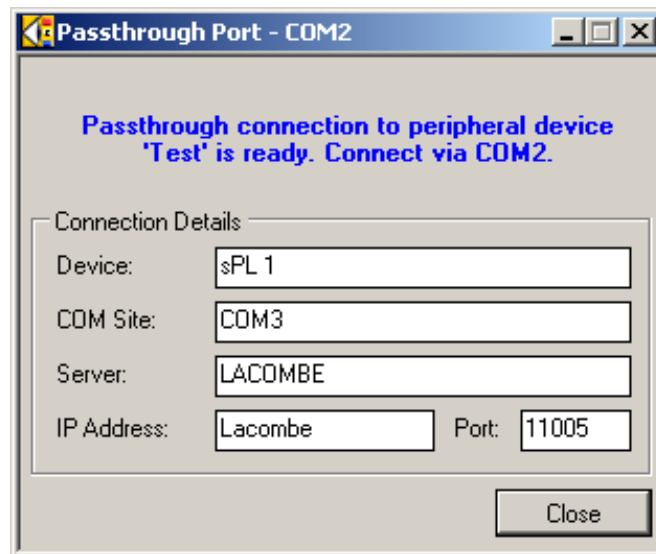 Passthrough Port - COM2
Passthrough connection to peripheral device
'Test' is ready. Connect via COM2.
Connection Details
Device: sPL 1
COM Site: COM3
Server: LACOMBE
IP Address: Lacombe Port: 11005
Close